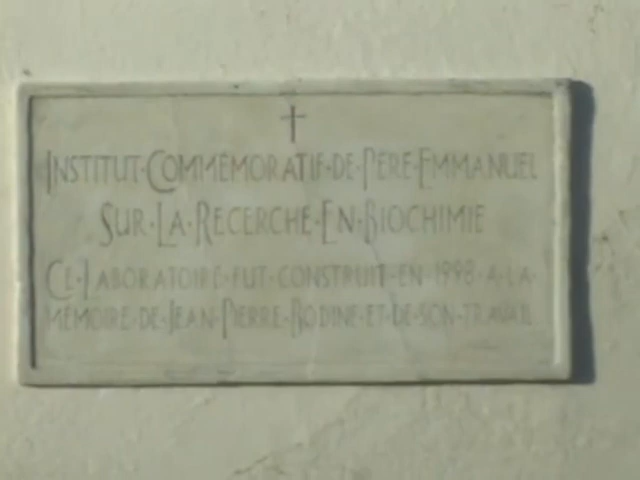 INSTITUT·COMMÉMORATIF·DE·PÈRE·EMMANUEL
SUR·LA·RECERCHE·EN·BIOCHIMIE
CE·LABORATOIRE·FUT·CONSTRUIT·EN·1998·A·LA·
MÉMOIRE·DE·JEAN·PIERRE·BODINE·ET·DE·SON·TRAVAIL